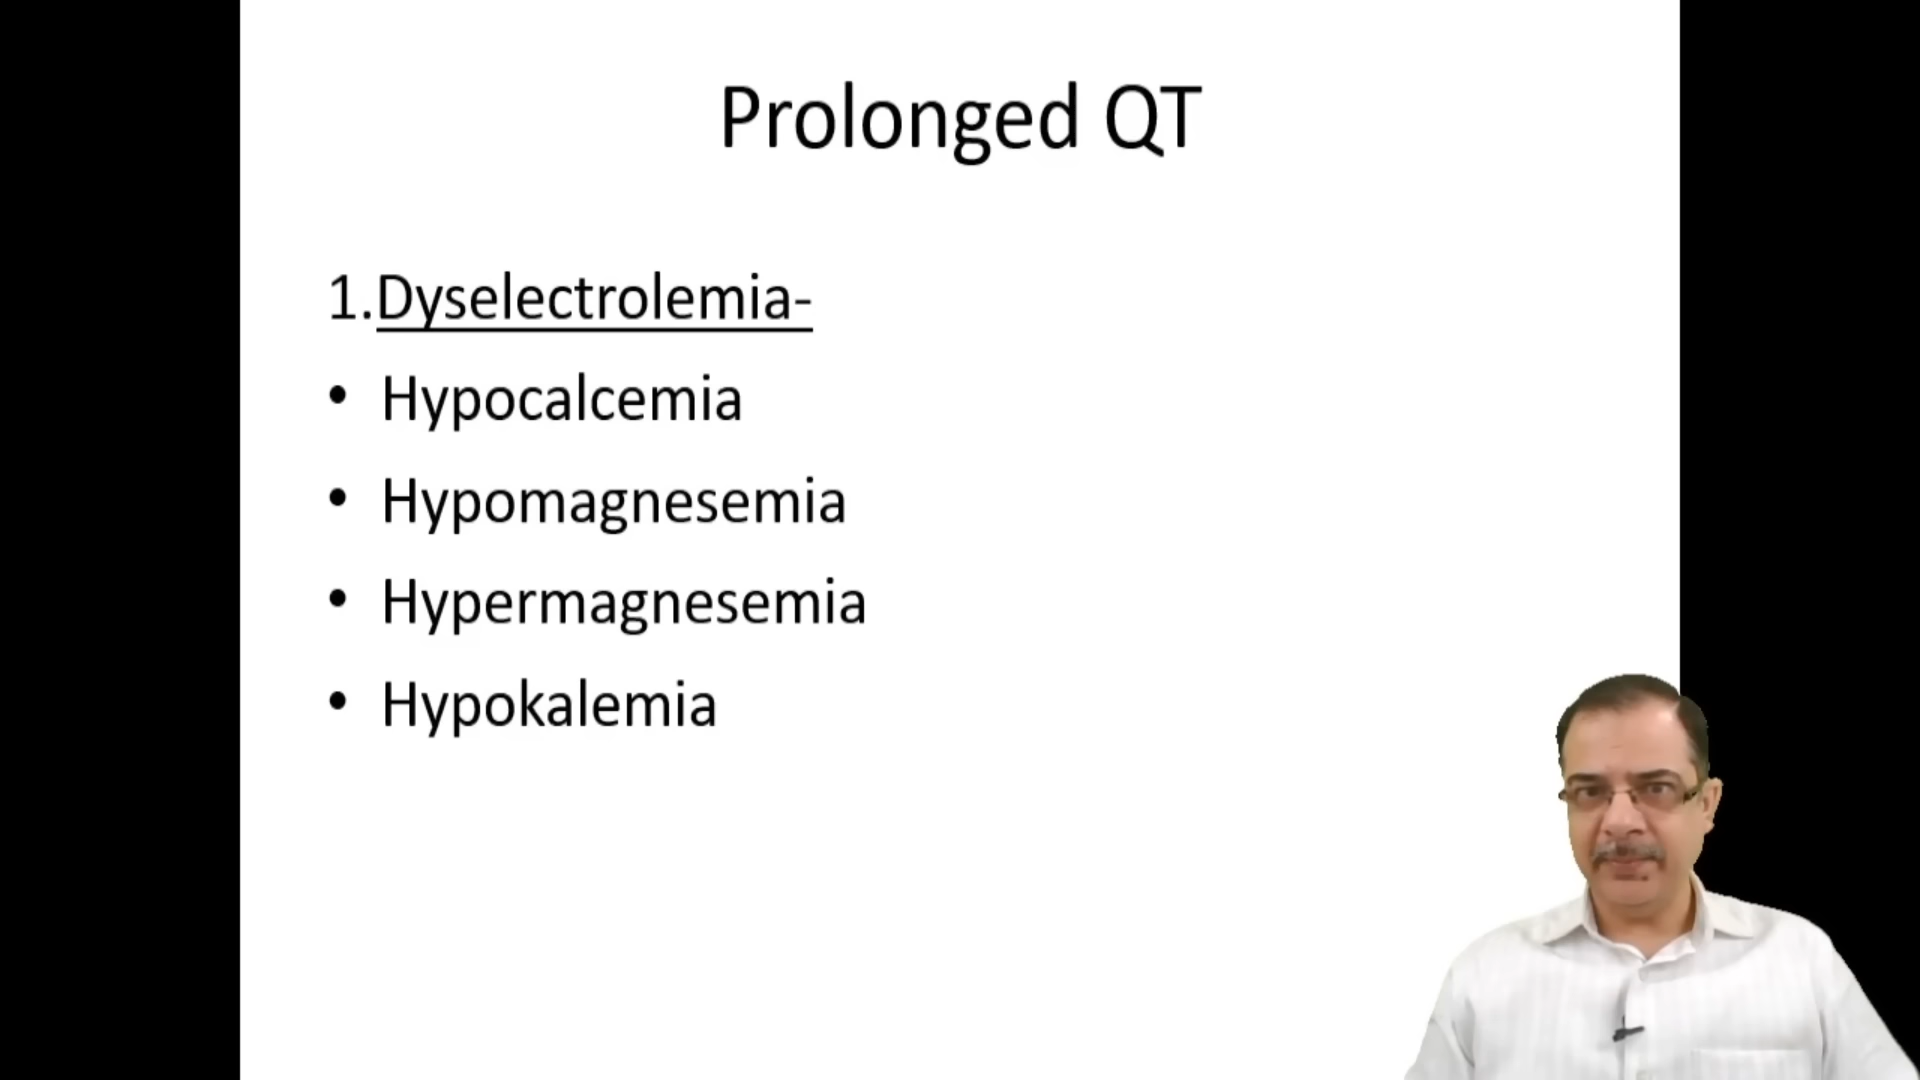 Prolonged QT
1.Dyselectrolemia-
• Hypocalcemia
• Hypomagnesemia
• Hypermagnesemia
• Hypokalemia